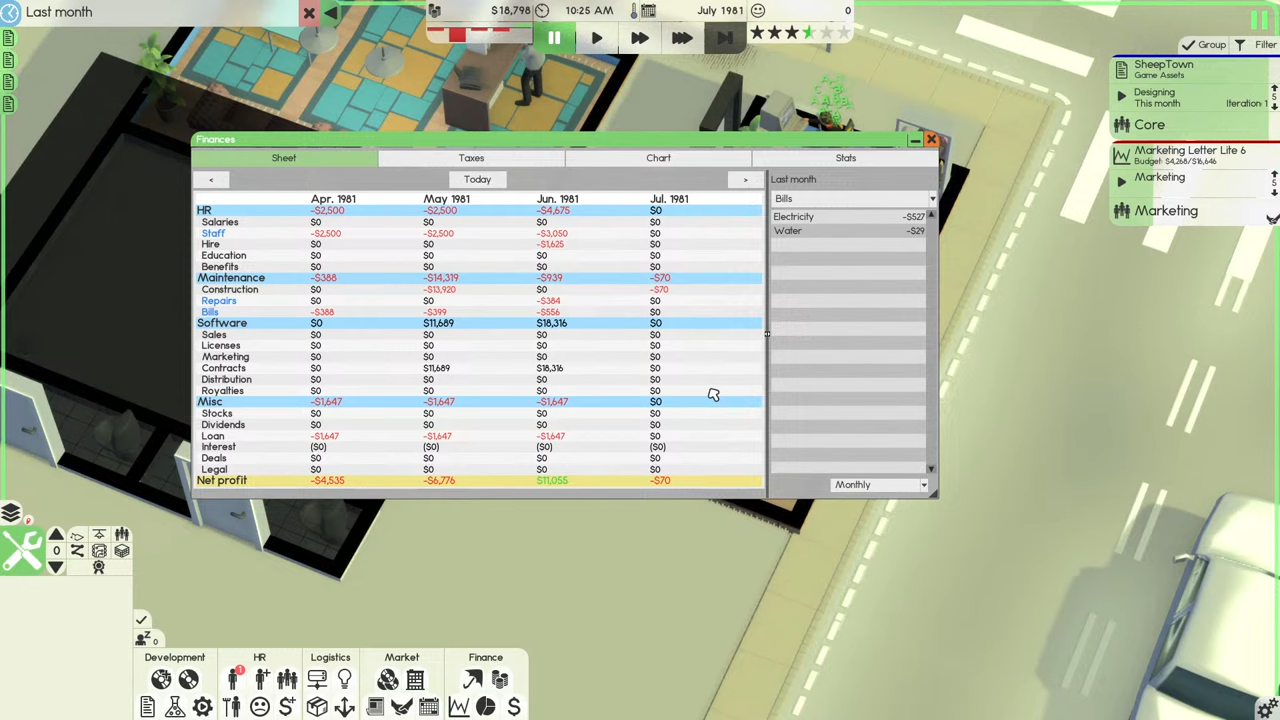 Last month
$18,798 10:25 AM July 1981 0
Group Filter
SheepTown
Game Assets
Designing
This month Iteration: 1
Core
Marketing Letter Lite 6
Budget: $4,268/$16,646
Marketing
Marketing
Finances
Sheet Taxes Chart Stats
< Today >
Apr. 1981 May 1981 Jun. 1981 Jul. 1981
HR -$2,500 -$2,500 -$4,675 $0
Salaries $0 $0 $0 $0
Staff -$2,500 -$2,500 -$3,050 $0
Hire $0 $0 -$1,625 $0
Education $0 $0 $0 $0
Benefits $0 $0 $0 $0
Maintenance -$388 -$14,319 -$939 -$70
Construction $0 -$13,920 $0 -$70
Repairs $0 $0 -$384 $0
Bills -$388 -$399 -$556 $0
Software $0 $11,689 $18,316 $0
Sales $0 $0 $0 $0
Licenses $0 $0 $0 $0
Marketing $0 $0 $0 $0
Contracts $0 $11,689 $18,316 $0
Distribution $0 $0 $0 $0
Royalties $0 $0 $0 $0
Misc -$1,647 -$1,647 -$1,647 $0
Stocks $0 $0 $0 $0
Dividends $0 $0 $0 $0
Loan -$1,647 -$1,647 -$1,647 $0
Interest ($0) ($0) ($0) ($0)
Deals $0 $0 $0 $0
Legal $0 $0 $0 $0
Net profit -$4,535 -$6,776 $11,055 -$70
Last month
Bills
Electricity -$527
Water -$29
Monthly
0
0
Development HR Logistics Market Finance
1